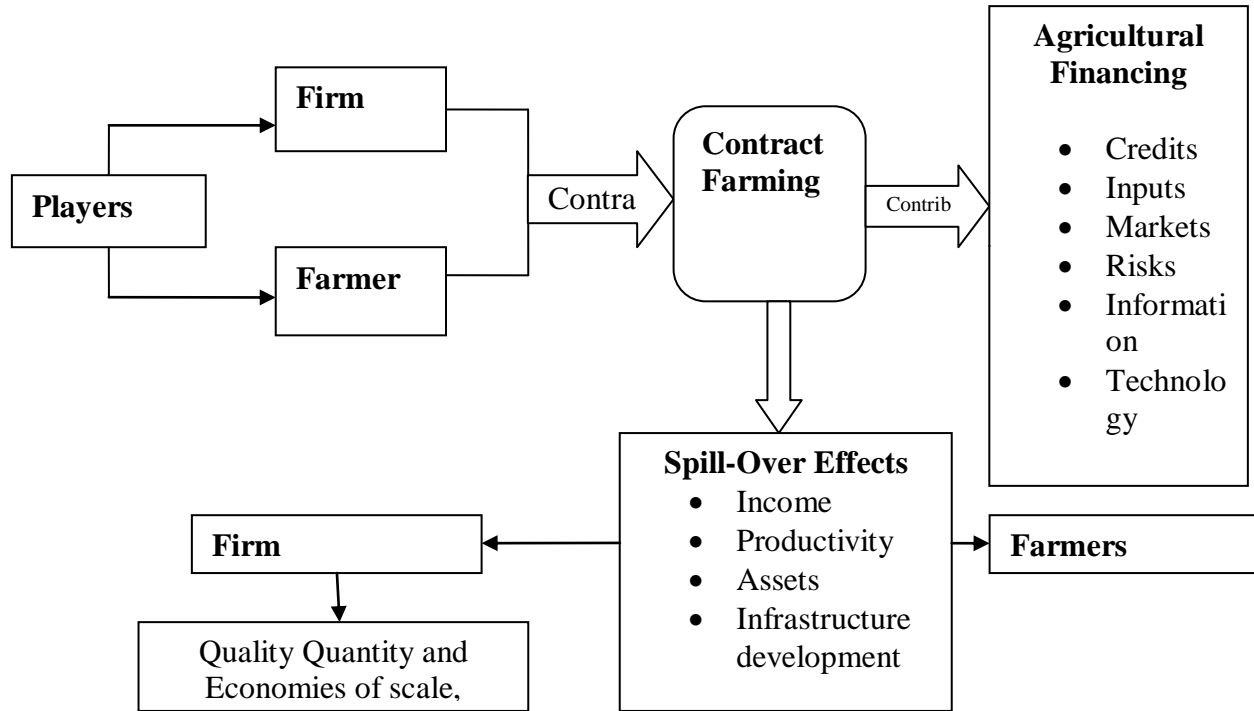 Players
Firm
Farmer
Contra
Contract
Farming
Contrib
Agricultural
Financing
• Credits
• Inputs
• Markets
• Risks
• Informati
on
• Technolo
gy
Spill-Over Effects
• Income
• Productivity
• Assets
• Infrastructure
development
Firm
Quality Quantity and
Economies of scale,
Farmers